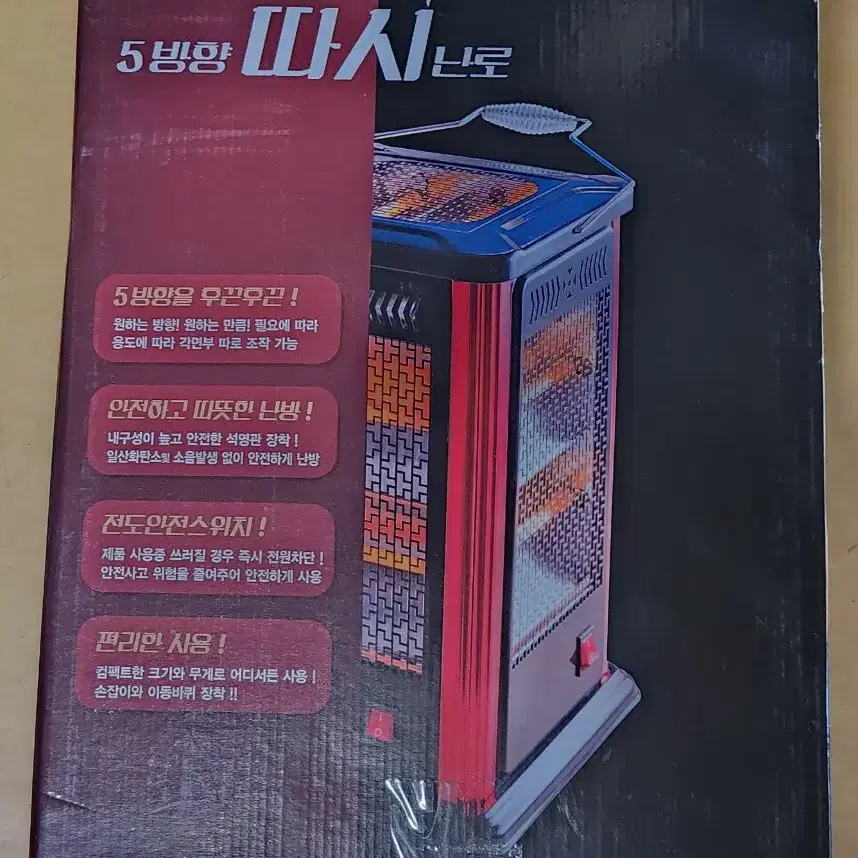 5방향 따시난로
5방향을 후끈후끈!
원하는 방향! 원하는 만큼! 필요에 따라
용도에 따라 각면부 따로 조작 가능
안전하고 따뜻한 난방!
내구성이 높고 안전한 석영관 장착!
일산화탄소및 소음발생 없이 안전하게 난방
전도안전스위치!
제품 사용중 쓰러질 경우 즉시 전원차단!
안전사고 위험을 줄여주어 안전하게 사용
편리한 사용!
컴팩트한 크기와 무게로 어디서든 사용!
손잡이와 이동바퀴 장착!!